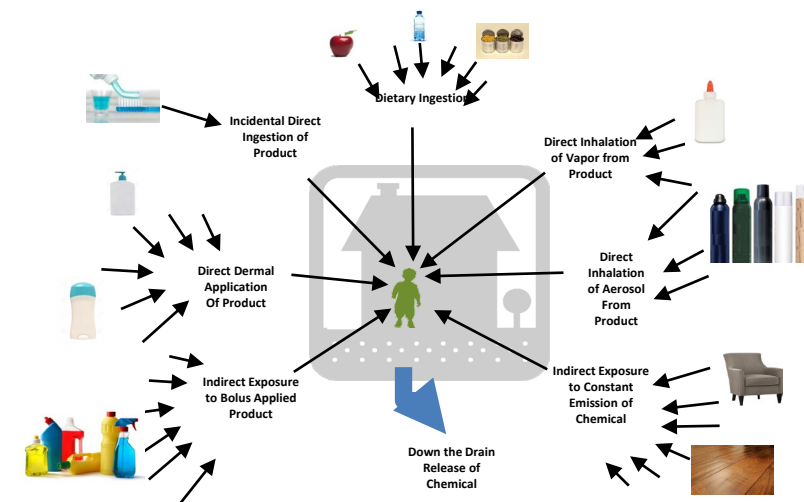 Dietary Ingestion
Incidental Direct
Ingestion of
Product
Direct Inhalation
of Vapor from
Product
Direct Dermal
Application
Of Product
Direct
Inhalation
of Aerosol
From
Product
Indirect Exposure
to Bolus Applied
Product
Indirect Exposure
to Constant
Emission of
Chemical
Down the Drain
Release of
Chemical